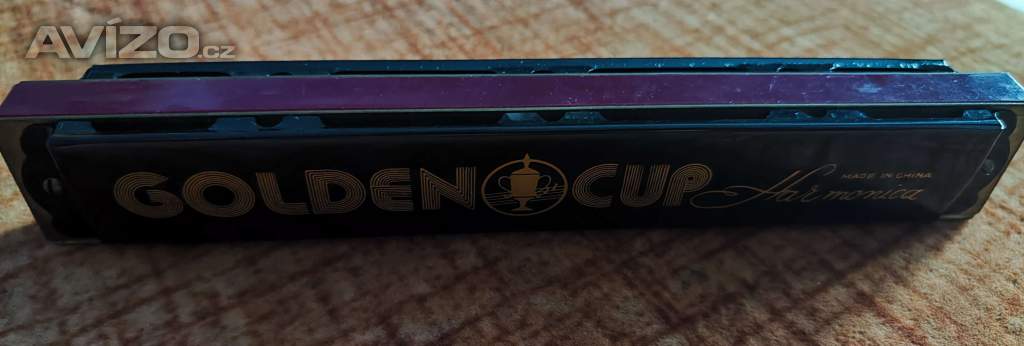 AVÍZO.cz
GOLDEN CUP Harmonica
MADE IN CHINA